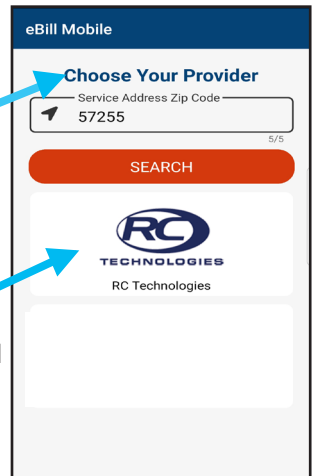 eBill Mobile
Choose Your Provider
Service Address Zip Code
57255
5/5
SEARCH
RC
TECHNOLOGIES
RC Technologies